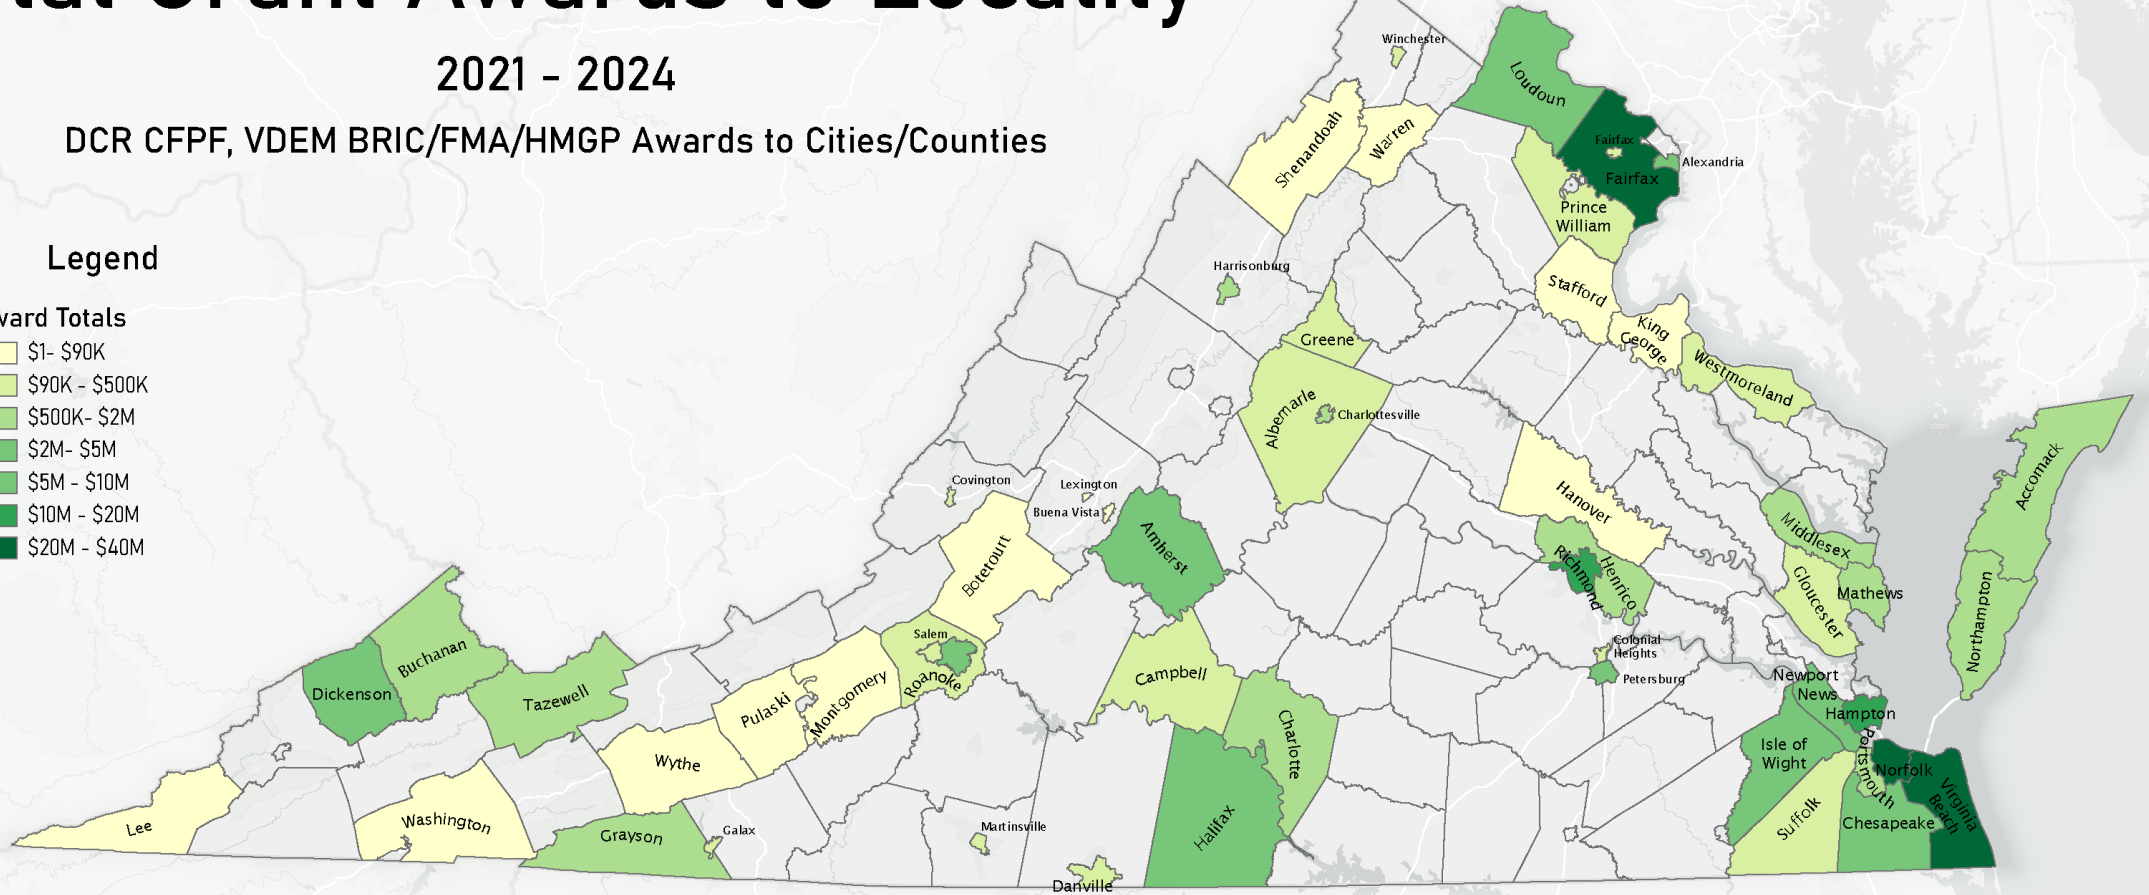 to Locality
2021 - 2024
DCR CFPF, VDEM BRIC/FMA/HMGP Awards to Cities/Counties
Legend
Totals
$1- $90K
$90K - $500K
$500K- $2M
$2M- $5M
$5M - $10M
$10M - $20M
$20M - $40M
Winchester
Loudoun
Shenandoah
Warren
Fairfax
Alexandria
Fairfax
Prince
William
Harrisonburg
Stafford
King
George
Greene
Westmoreland
Albemarle
Charlottesville
Accomack
Covington
Lexington
Buena Vista
Hanover
Amherst
Middlesex
Botetourt
Richmond
Henrico
Gloucester
Mathews
Northampton
Salem
Colonial
Heights
Buchanan
Campbell
Roanoke
Petersburg
Newport
News
Dickenson
Tazewell
Montgomery
Pulaski
Hampton
Charlotte
Isle of
Wight
Portsmouth
Wythe
Norfolk
Virginia
Beach
Lee
Washington
Grayson
Galax
Martinsville
Halifax
Suffolk
Chesapeake
Danville